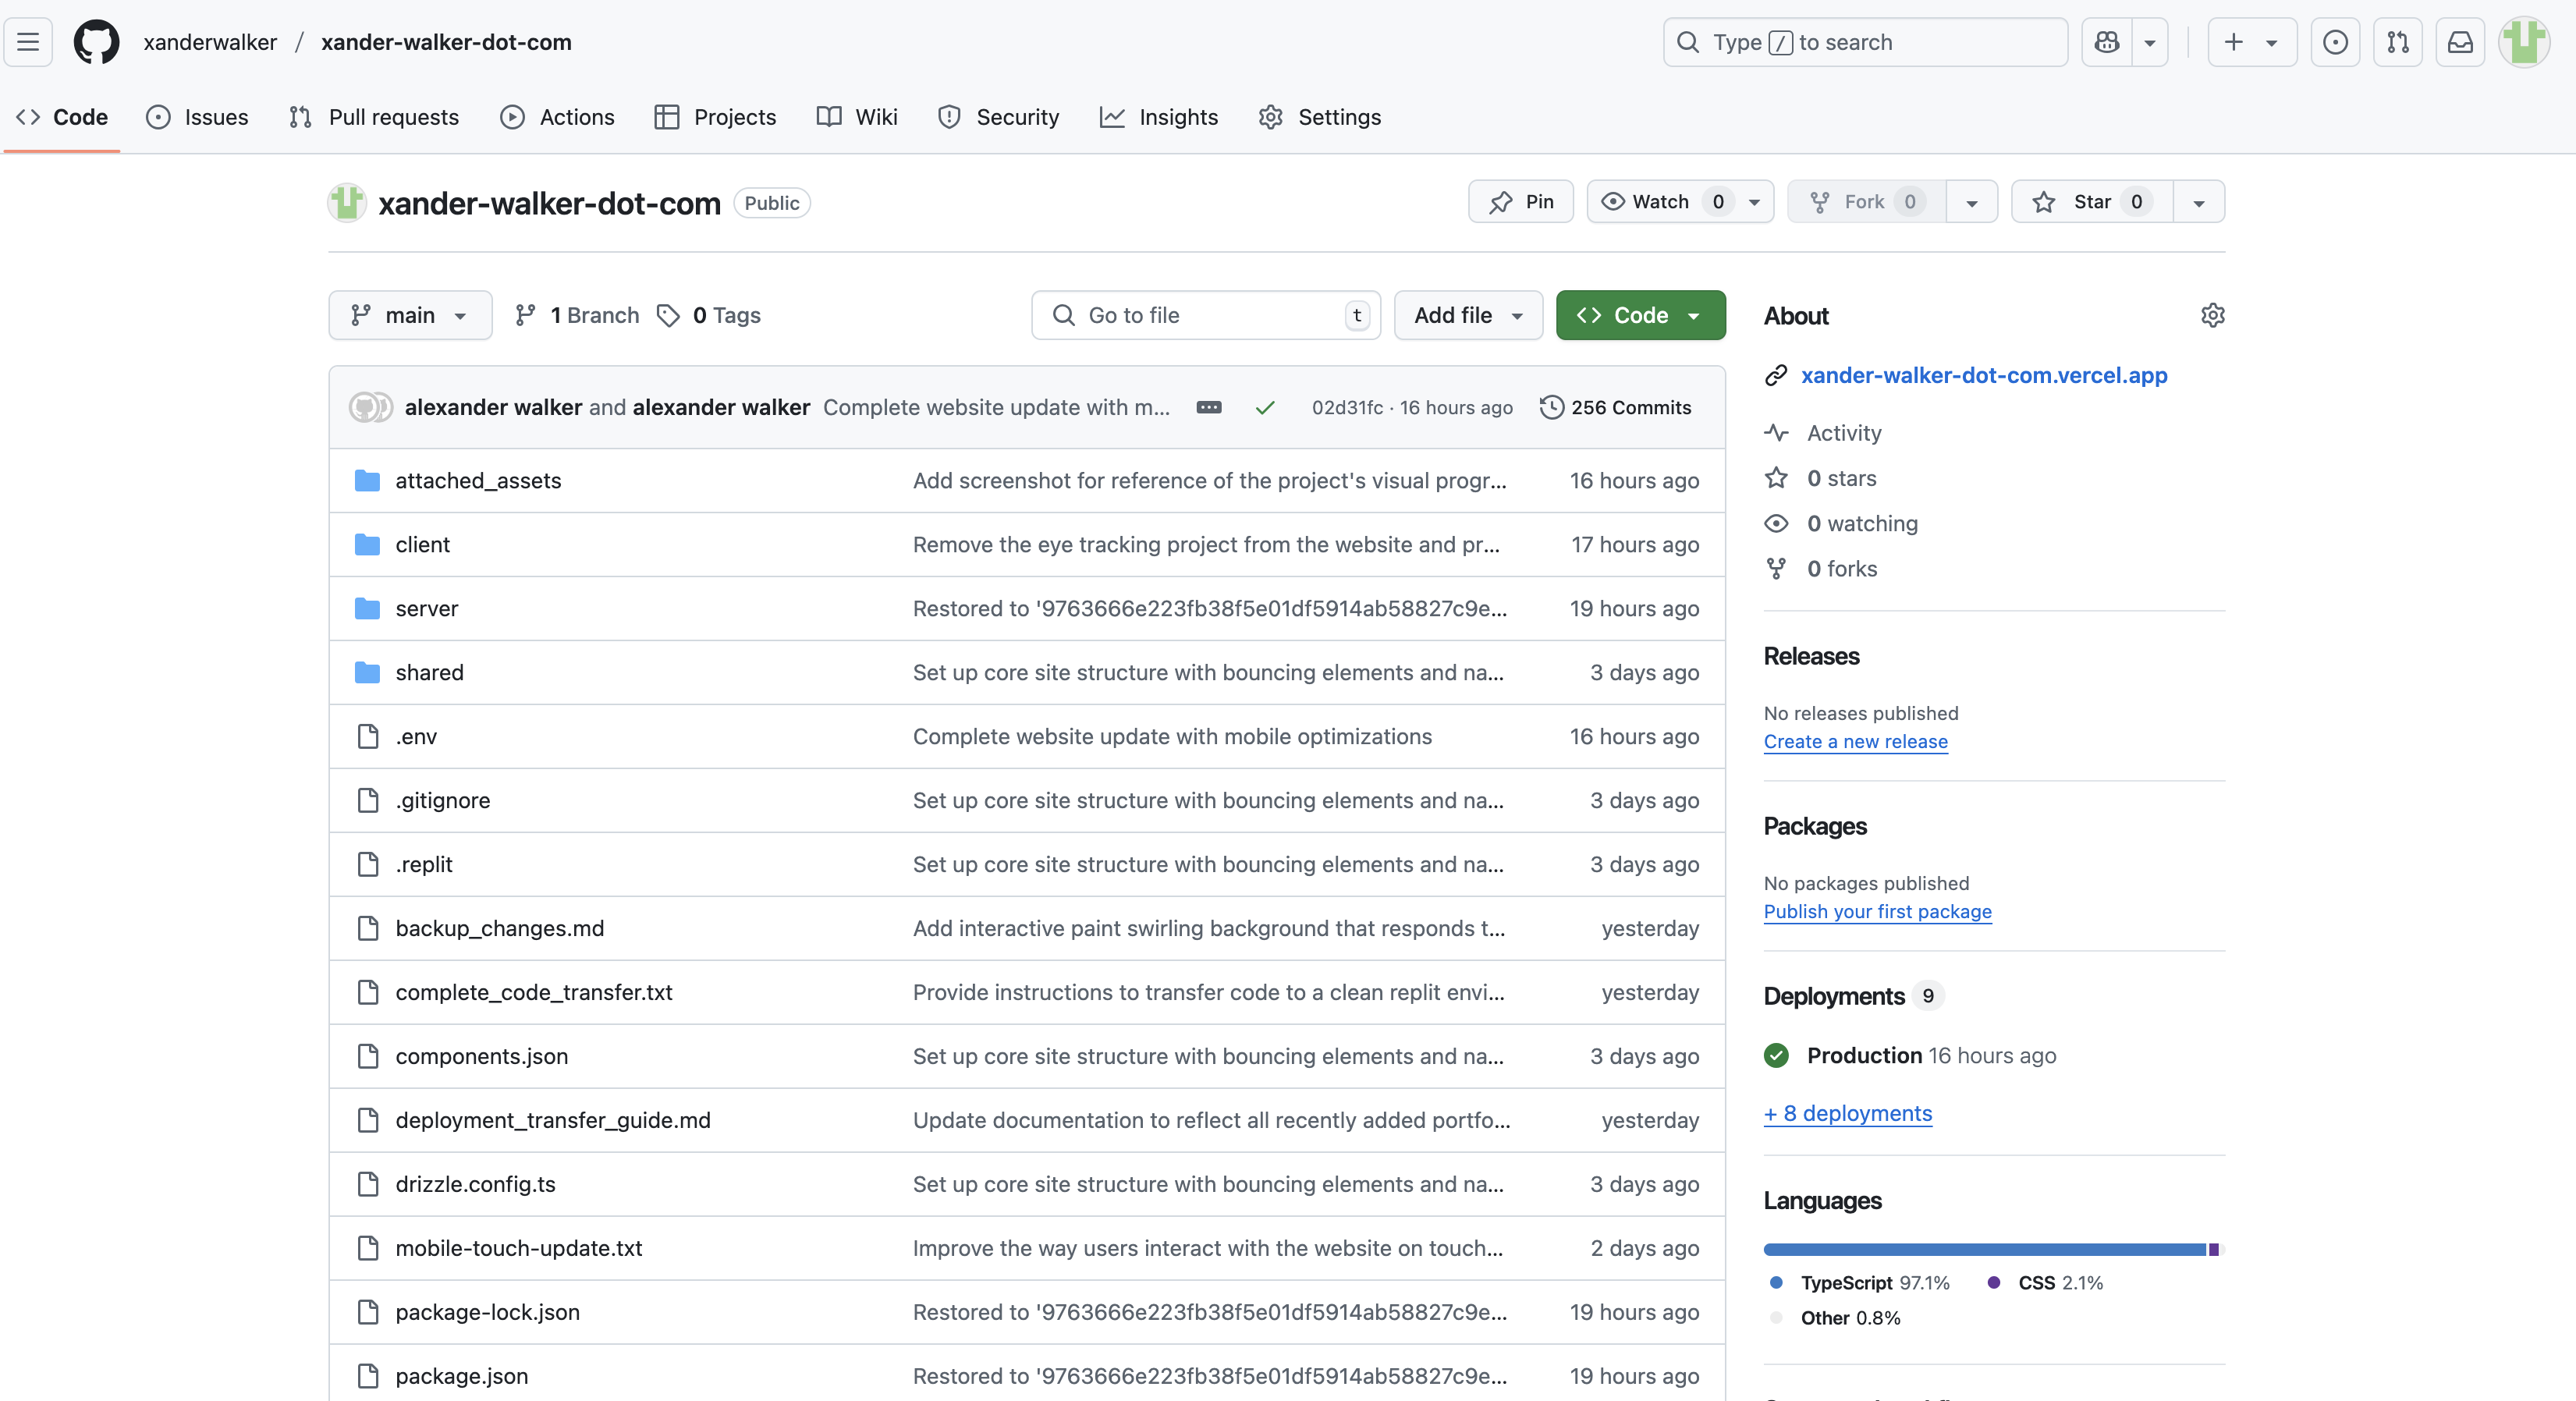 xanderwalker / xander-walker-dot-com
Type / to search
Code Issues Pull requests Actions Projects Wiki Security Insights Settings
xander-walker-dot-com Public
Pin Watch 0 Fork 0 Star 0
main 1 Branch 0 Tags
Go to file t Add file Code
alexander walker and alexander walker Complete website update with m... 02d31fc · 16 hours ago 256 Commits
attached_assets Add screenshot for reference of the project's visual progr... 16 hours ago
client Remove the eye tracking project from the website and pr... 17 hours ago
server Restored to '9763666e223fb38f5e01df5914ab58827c9e... 19 hours ago
shared Set up core site structure with bouncing elements and na... 3 days ago
.env Complete website update with mobile optimizations 16 hours ago
.gitignore Set up core site structure with bouncing elements and na... 3 days ago
.replit Set up core site structure with bouncing elements and na... 3 days ago
backup_changes.md Add interactive paint swirling background that responds t... yesterday
complete_code_transfer.txt Provide instructions to transfer code to a clean replit envi... yesterday
components.json Set up core site structure with bouncing elements and na... 3 days ago
deployment_transfer_guide.md Update documentation to reflect all recently added portfo... yesterday
drizzle.config.ts Set up core site structure with bouncing elements and na... 3 days ago
mobile-touch-update.txt Improve the way users interact with the website on touch... 2 days ago
package-lock.json Restored to '9763666e223fb38f5e01df5914ab58827c9e... 19 hours ago
package.json Restored to '9763666e223fb38f5e01df5914ab58827c9e... 19 hours ago
About
xander-walker-dot-com.vercel.app
Activity
0 stars
0 watching
0 forks
Releases
No releases published
Create a new release
Packages
No packages published
Publish your first package
Deployments 9
Production 16 hours ago
+ 8 deployments
Languages
TypeScript 97.1% CSS 2.1%
Other 0.8%